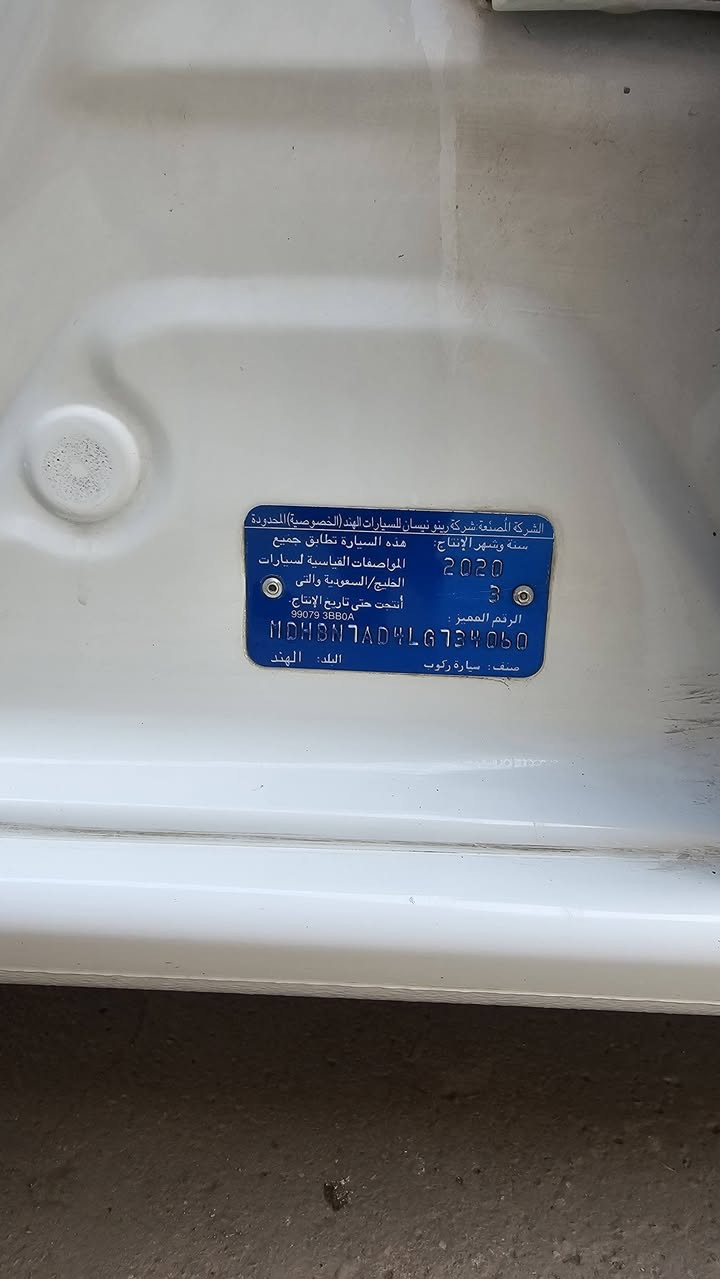 الشركة المصنعة: شركة رينو نيسان للسيارات الهند (الخصوصية) المحدودة
سنة وشهر الإنتاج:
2020
3
هذه السيارة تطابق جميع
المواصفات القياسية لسيارات
الخليج/السعودية والتى
أنتجت حتى تاريخ الإنتاج.
الرقم المميز :
99079 3BB0A
MDHBN7AD4LG734060
صنف: سيارة ركوب
البلد: الهند